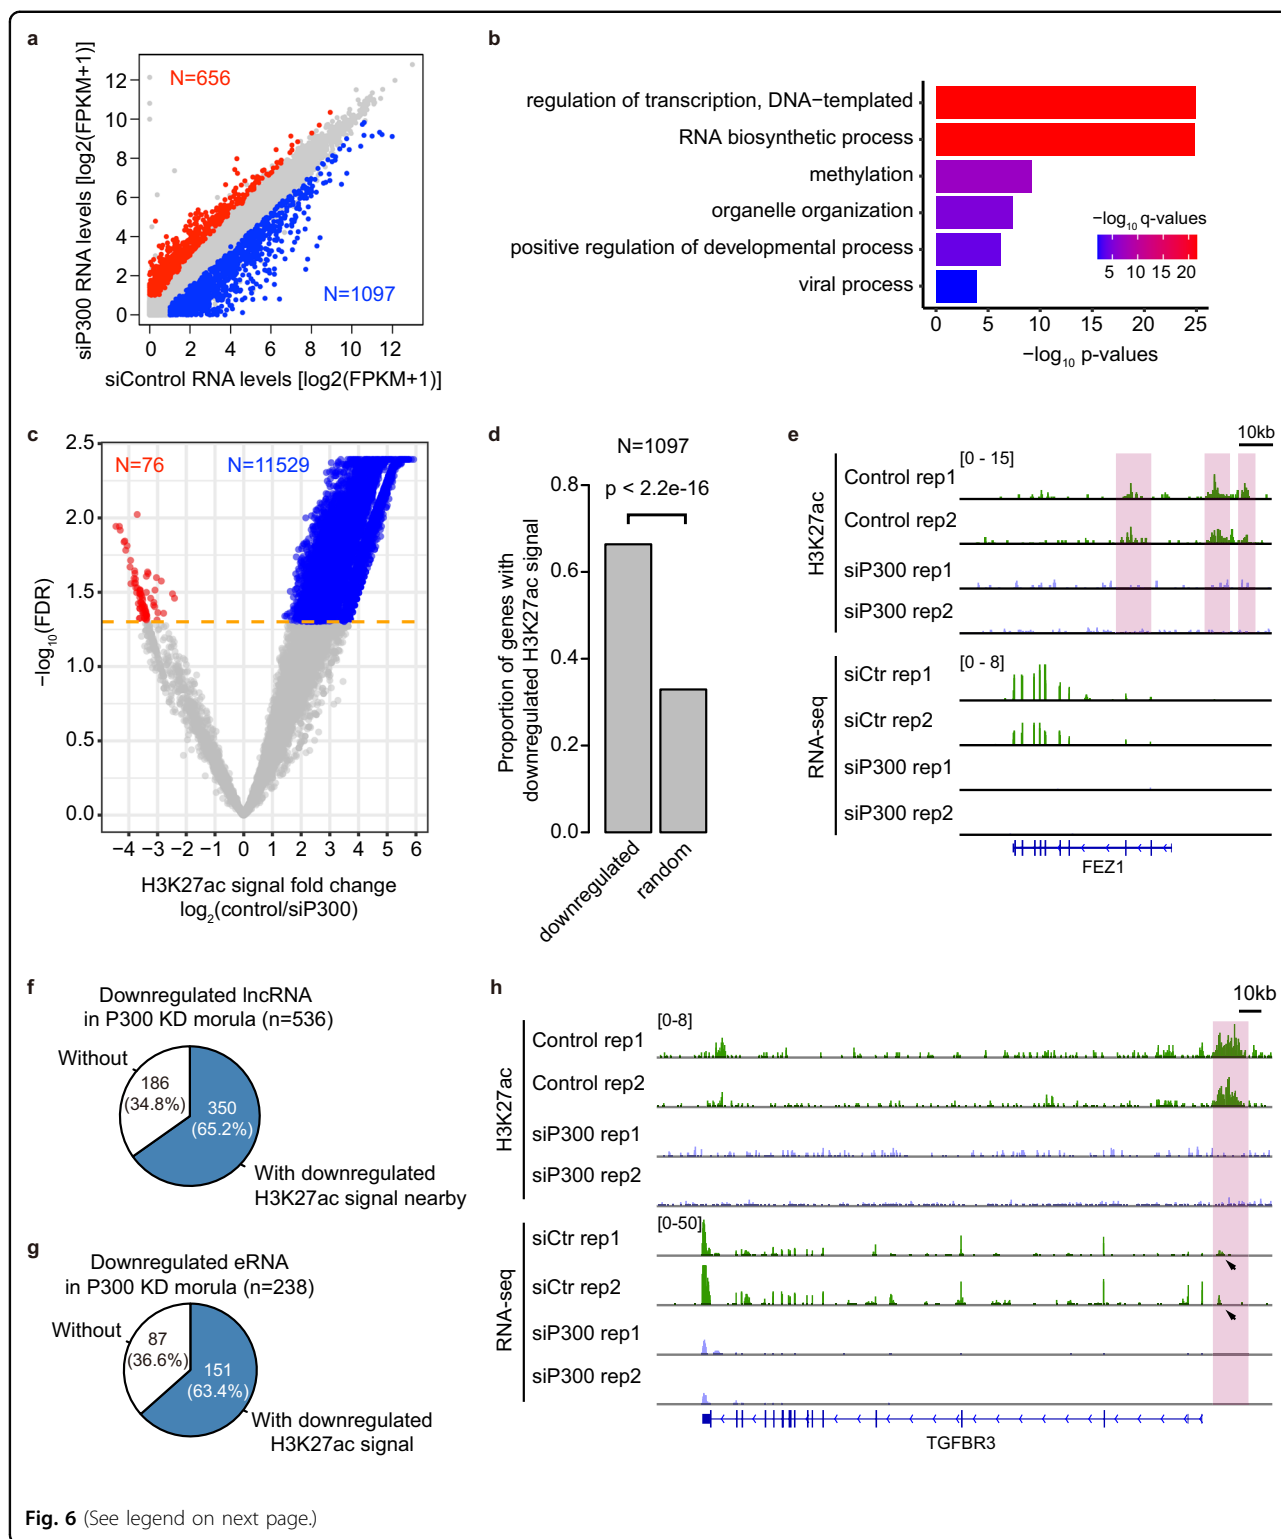 a
siP300 RNA levels [log2(FPKM+1)]
12
10
8
6
4
2
0
N=656
N=1097
0 2 4 6 8 10 12
siControl RNA levels [log2(FPKM+1)]
b
regulation of transcription, DNA−templated
RNA biosynthetic process
methylation
organelle organization
positive regulation of developmental process
viral process
−log10 q-values
5 10 15 20
0 5 10 15 20 25
−log10 p-values
c
−log10(FDR)
2.5
2.0
1.5
1.0
0.5
0.0
N=76
N=11529
−4 −3 −2 −1 0 1 2 3 4 5 6
H3K27ac signal fold change
log2(control/siP300)
d
N=1097
p < 2.2e-16
Proportion of genes with
downregulated H3K27ac signal
0.8
0.6
0.4
0.2
0.0
downregulated
random
e
10kb
H3K27ac
[0 - 15]
Control rep1
Control rep2
siP300 rep1
siP300 rep2
RNA-seq
[0 - 8]
siCtr rep1
siCtr rep2
siP300 rep1
siP300 rep2
FEZ1
f
Downregulated lncRNA
in P300 KD morula (n=536)
Without
186
(34.8%)
350
(65.2%)
With downregulated
H3K27ac signal nearby
g
Downregulated eRNA
in P300 KD morula (n=238)
Without
87
(36.6%)
151
(63.4%)
With downregulated
H3K27ac signal
h
10kb
H3K27ac
[0-8]
Control rep1
Control rep2
siP300 rep1
siP300 rep2
RNA-seq
[0-50]
siCtr rep1
siCtr rep2
siP300 rep1
siP300 rep2
TGFBR3
Fig. 6 (See legend on next page.)